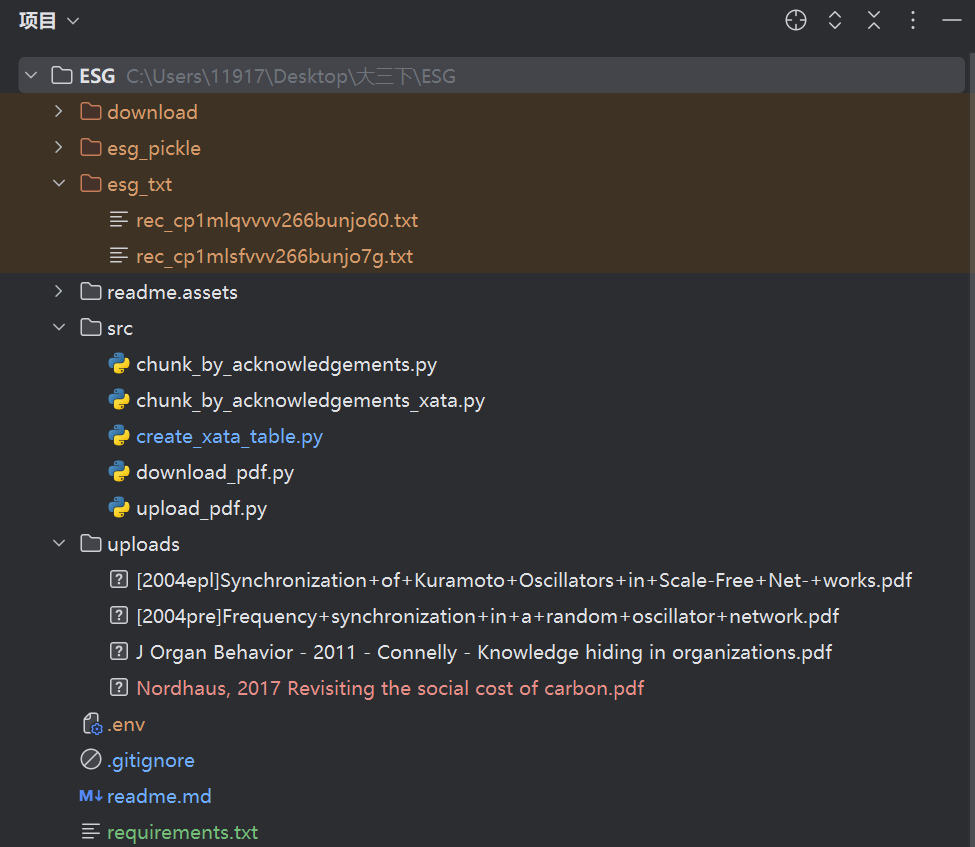 项目
ESG C:\Users\11917\Desktop\大三下\ESG
download
esg_pickle
esg_txt
rec_cp1mlqvvvv266bunjo60.txt
rec_cp1mlsfvvv266bunjo7g.txt
readme.assets
src
chunk_by_acknowledgements.py
chunk_by_acknowledgements_xata.py
create_xata_table.py
download_pdf.py
upload_pdf.py
uploads
[2004epl]Synchronization+of+Kuramoto+Oscillators+in+Scale-Free+Net-+works.pdf
[2004pre]Frequency+synchronization+in+a+random+oscillator+network.pdf
J Organ Behavior - 2011 - Connelly - Knowledge hiding in organizations.pdf
Nordhaus, 2017 Revisiting the social cost of carbon.pdf
.env
.gitignore
M↓ readme.md
requirements.txt